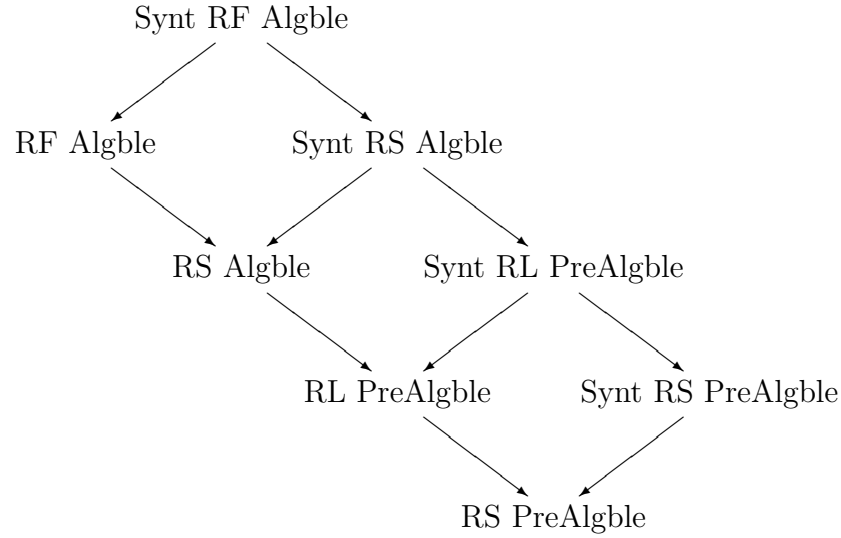 Synt RF Algble
RF Algble
Synt RS Algble
RS Algble
Synt RL PreAlgble
RL PreAlgble
Synt RS PreAlgble
RS PreAlgble